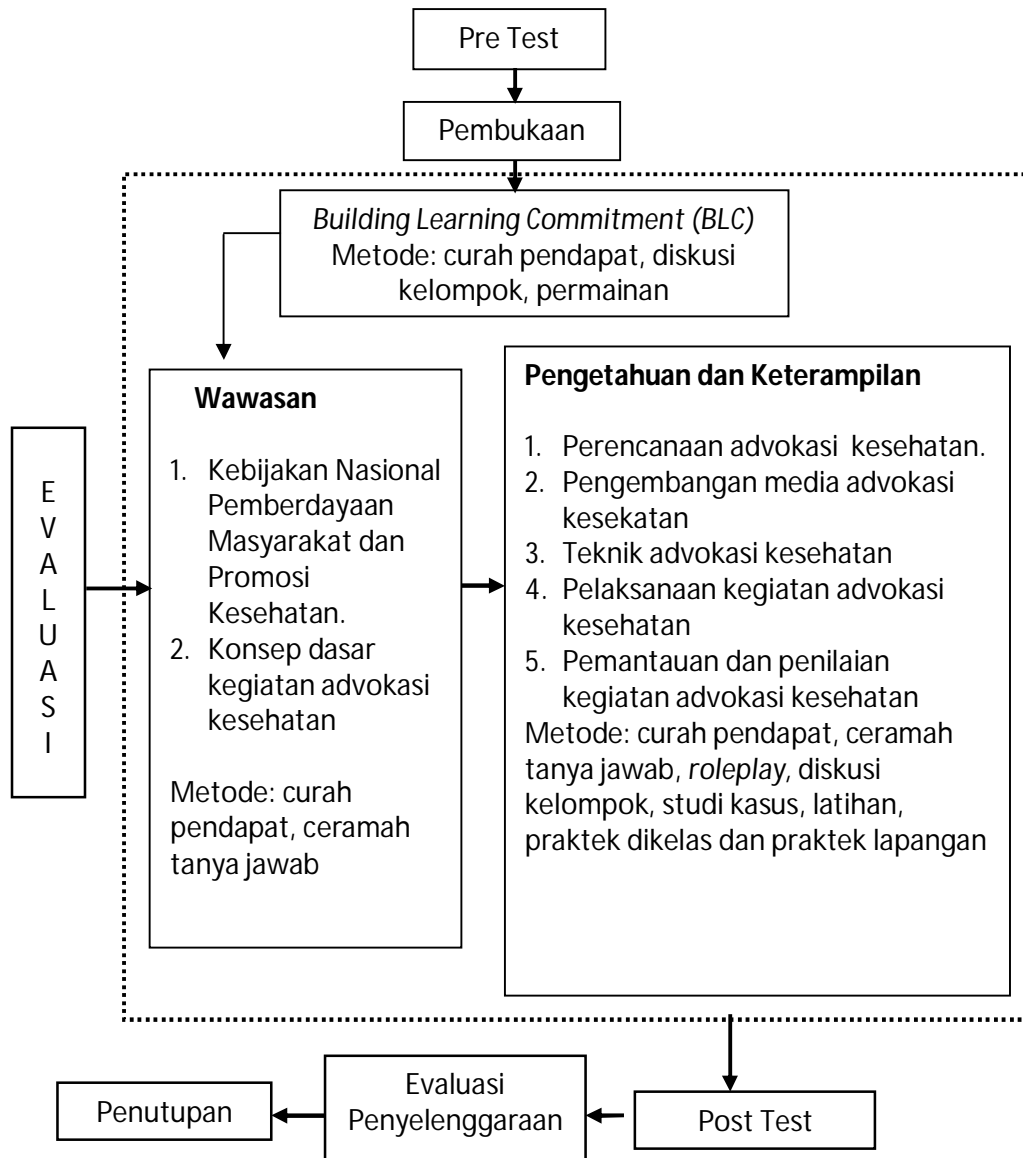 Pre Test
Pembukaan
Building Learning Commitment (BLC)
Metode: curah pendapat, diskusi
kelompok, permainan
E
V
A
L
U
A
S
I
Wawasan
1. Kebijakan Nasional
Pemberdayaan
Masyarakat dan
Promosi
Kesehatan.
2. Konsep dasar
kegiatan advokasi
kesehatan
Metode: curah
pendapat, ceramah
tanya jawab
Pengetahuan dan Keterampilan
1. Perencanaan advokasi kesehatan.
2. Pengembangan media advokasi
kesekatan
3. Teknik advokasi kesehatan
4. Pelaksanaan kegiatan advokasi
kesehatan
5. Pemantauan dan penilaian
kegiatan advokasi kesehatan
Metode: curah pendapat, ceramah
tanya jawab, roleplay, diskusi
kelompok, studi kasus, latihan,
praktek dikelas dan praktek lapangan
Post Test
Evaluasi
Penyelenggaraan
Penutupan